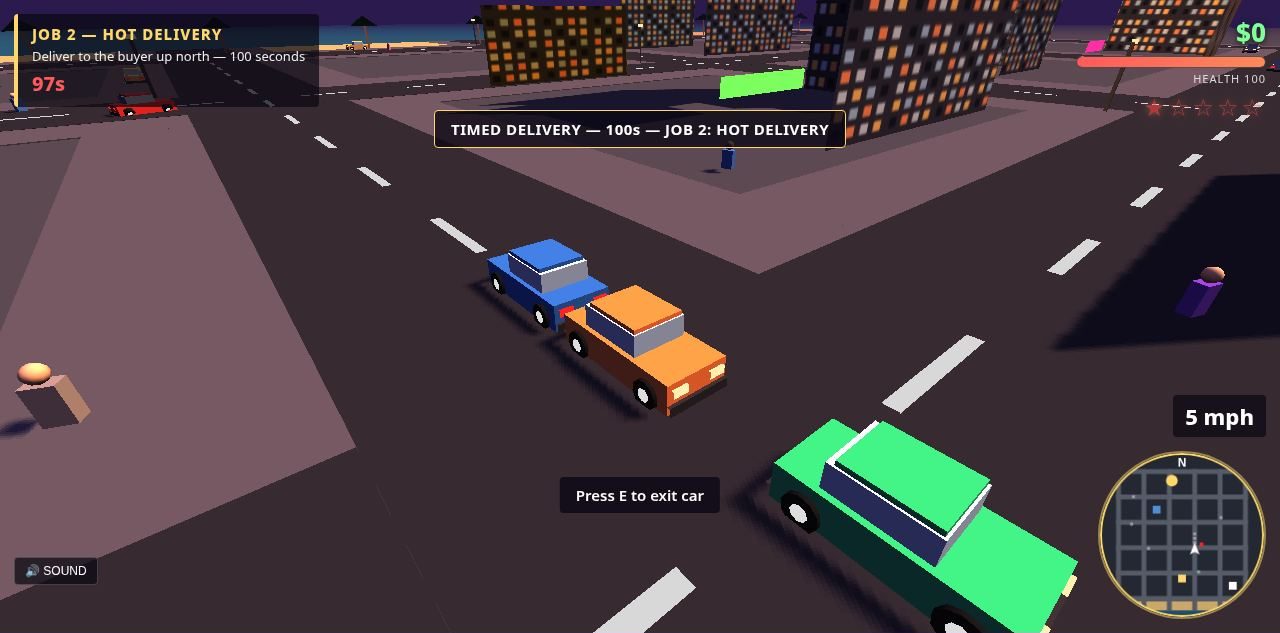 JOB 2 — HOT DELIVERY
Deliver to the buyer up north — 100 seconds
97s
$0
HEALTH 100
TIMED DELIVERY — 100s — JOB 2: HOT DELIVERY
5 mph
Press E to exit car
N
🔊 SOUND